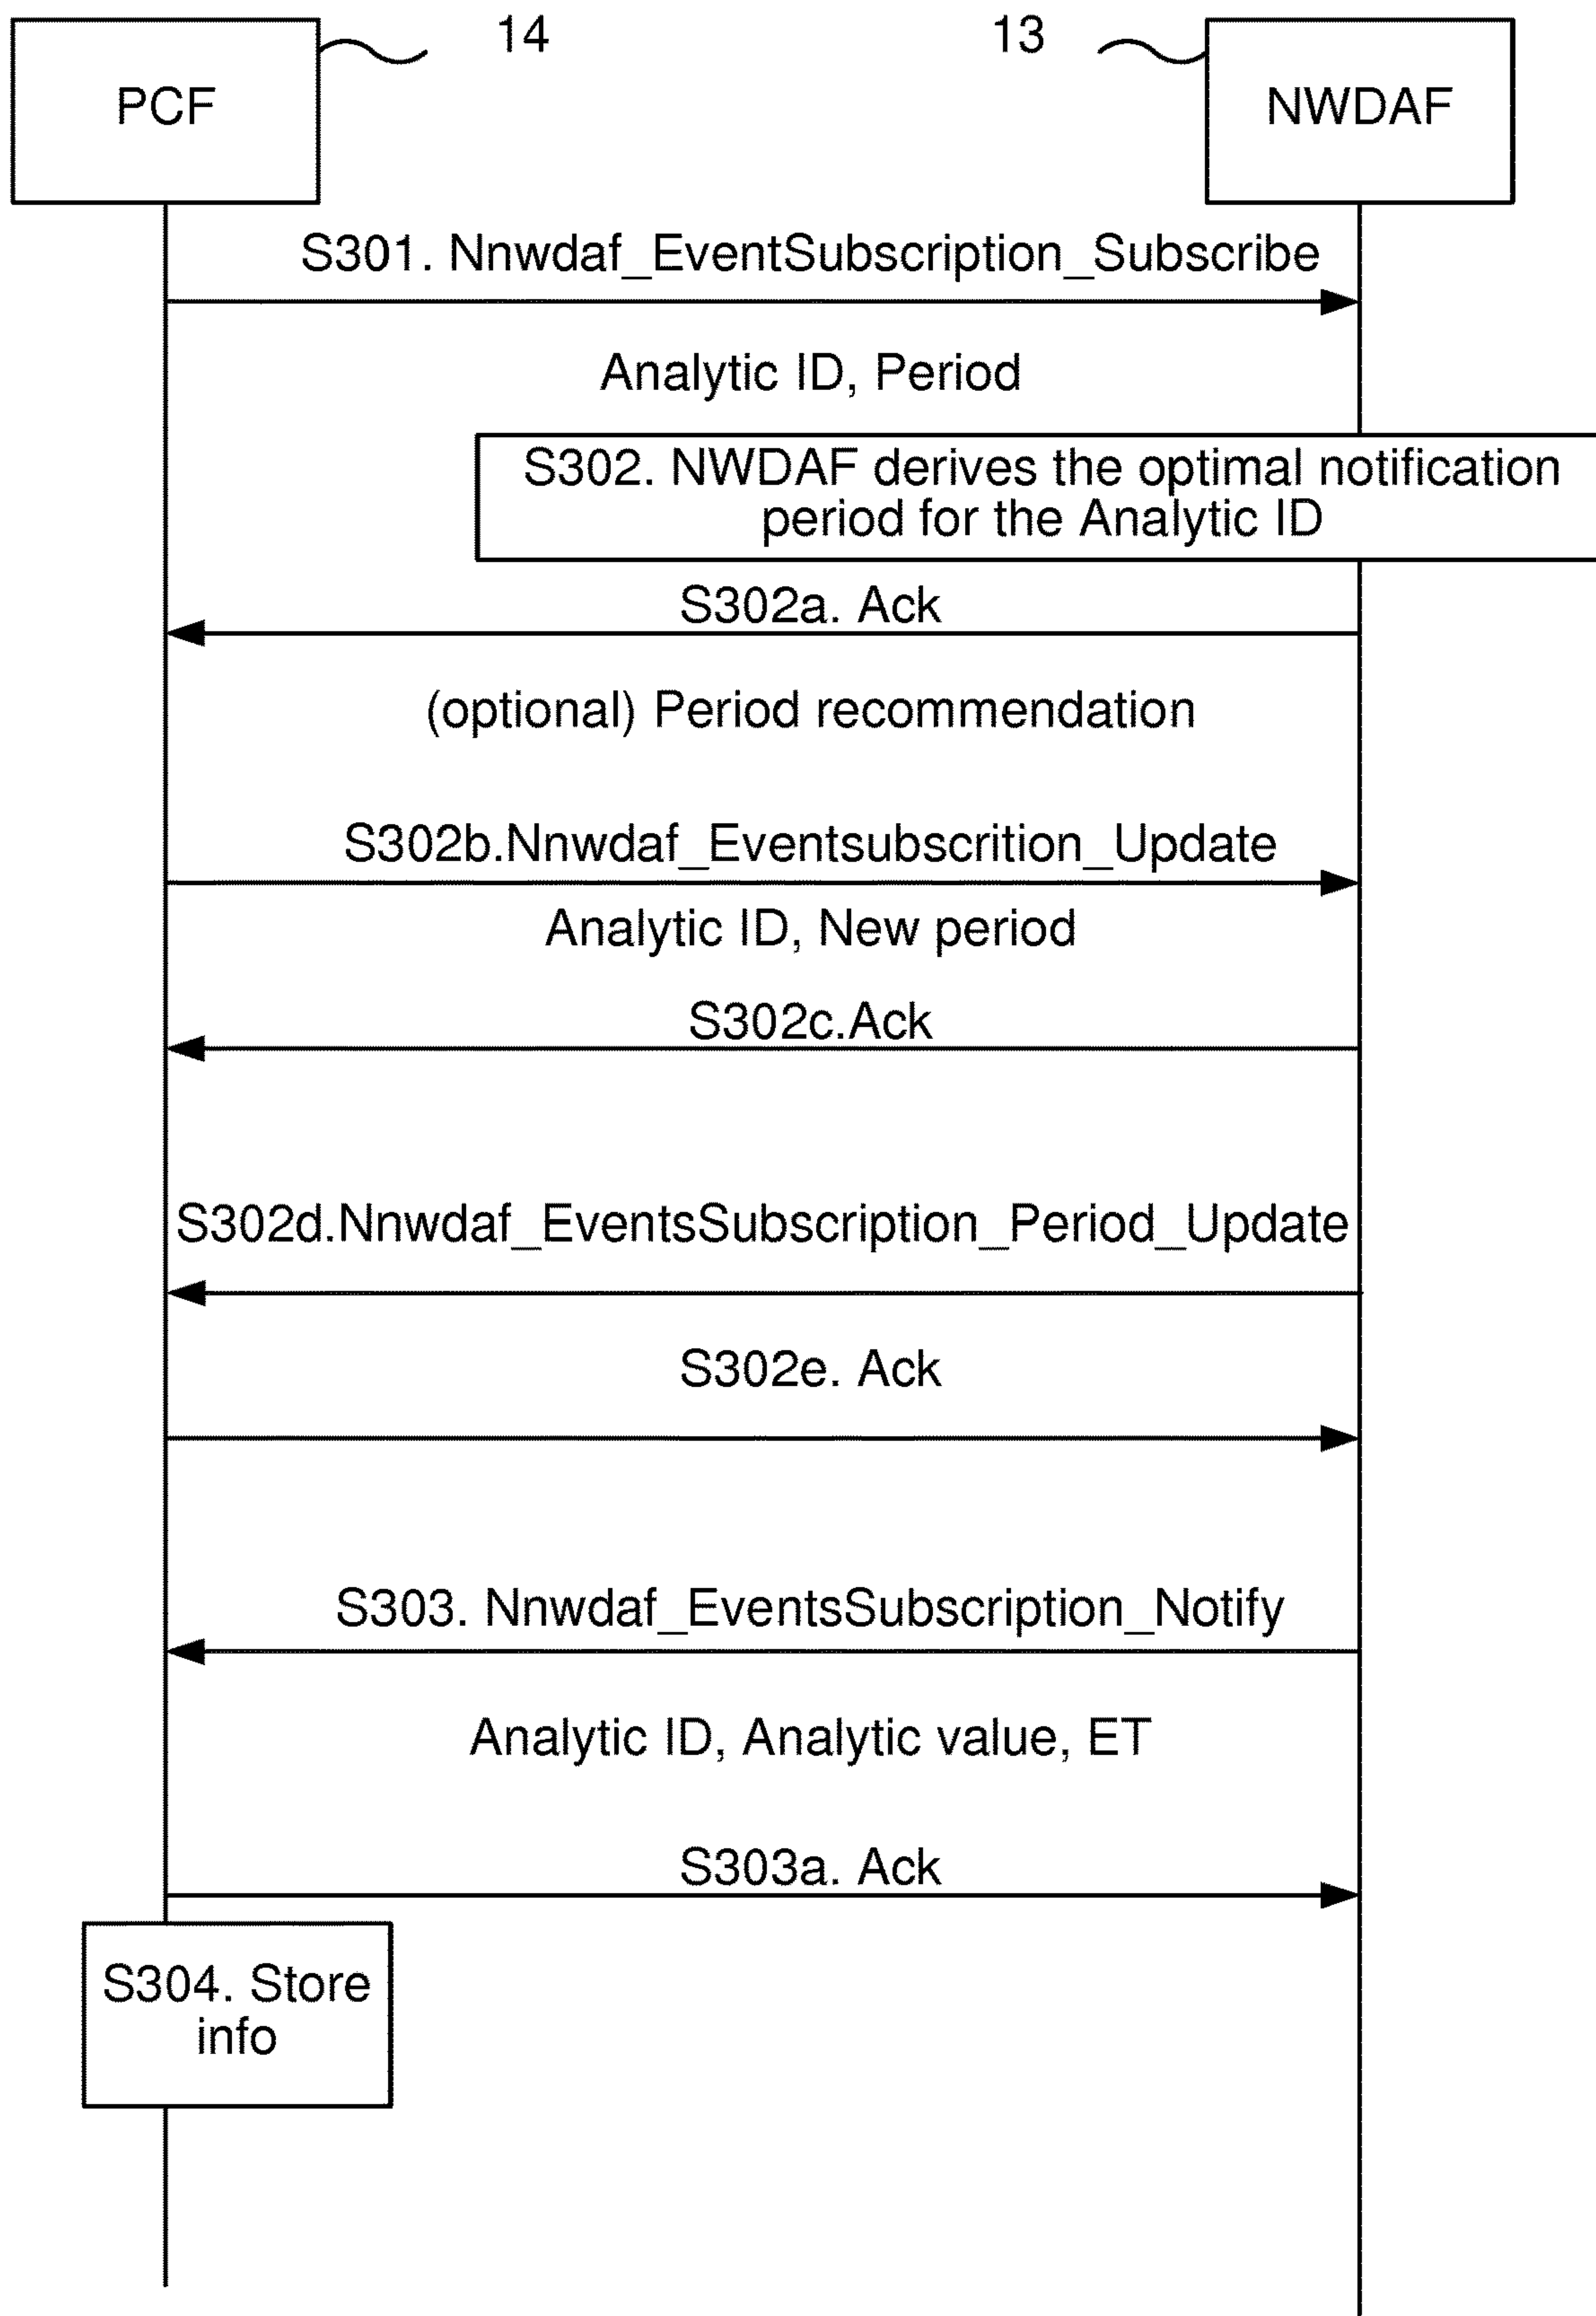 14
13
PCF
NWDAF
S301. Nnwdaf_EventSubscription_Subscribe
Analytic ID, Period
S302. NWDAF derives the optimal notification
period for the Analytic ID
S302a. Ack
(optional) Period recommendation
S302b.Nnwdaf_Eventsubscrition_Update
Analytic ID, New period
S302c.Ack
S302d.Nnwdaf_EventsSubscription_Period_Update
S302e. Ack
S303. Nnwdaf_EventsSubscription_Notify
Analytic ID, Analytic value, ET
S303a. Ack
S304. Store
info